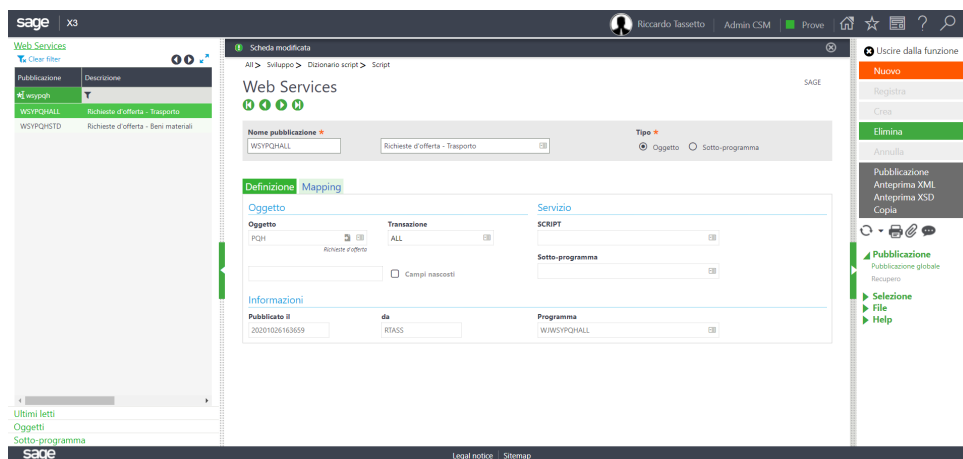 sage X3 Riccardo Tassetto Admin CSM Prove
Web Services
Clear filter
Pubblicazione Descrizione
wsypqh
WSYPQHALL Richieste d'offerta - Trasporto
WSYPQHSTD Richieste d'offerta - Beni materiali
Ultimi letti
Oggetti
Sotto-programma
Scheda modificata
All> Sviluppo> Dizionario script> Script
Web Services
SAGE
Nome pubblicazione * Tipo *
WSYPQHALL Richieste d'offerta - Trasporto Oggetto Sotto-programma
Definizione Mapping
Oggetto Servizio
Oggetto Transazione SCRIPT
PQH ALL
Richieste d'offerta
Sotto-programma
Campi nascosti
Informazioni
Pubblicato il da Programma
20201026163659 RTASS WJWSYPQHALL
Uscire dalla funzione
Nuovo
Registra
Crea
Elimina
Annulla
Pubblicazione
Anteprima XML
Anteprima XSD
Copia
Pubblicazione
Pubblicazione globale
Recupero
Selezione
File
Help
sage Legal notice Sitemap